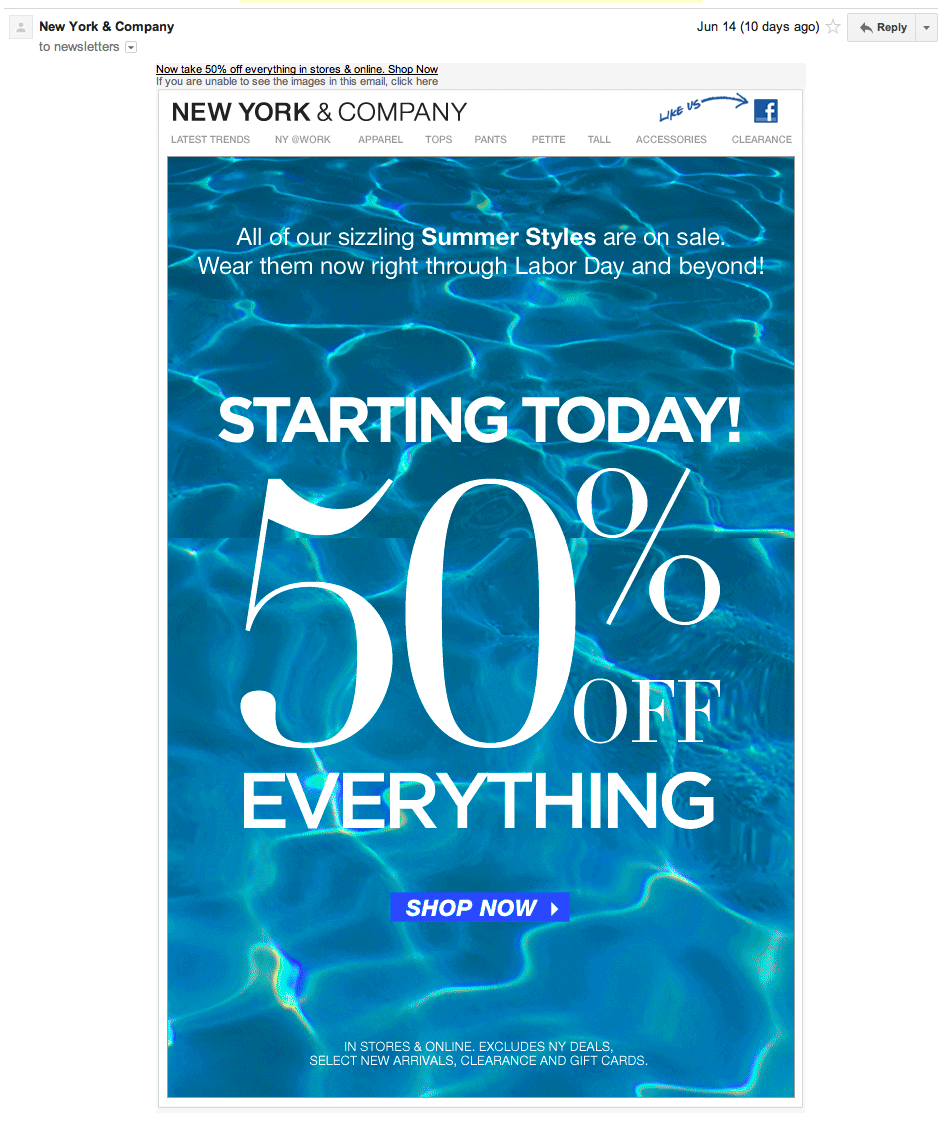 New York & Company
Jun 14 (10 days ago)
Reply
to newsletters
Now take 50% off everything in stores & online. Shop Now
If you are unable to see the images in this email, click here
NEW YORK & COMPANY
LIKE US
f
LATEST TRENDS NY @WORK APPAREL TOPS PANTS PETITE TALL ACCESSORIES CLEARANCE
All of our sizzling Summer Styles are on sale.
Wear them now right through Labor Day and beyond!
STARTING TODAY!
50%
OFF
EVERYTHING
SHOP NOW
IN STORES & ONLINE. EXCLUDES NY DEALS,
SELECT NEW ARRIVALS, CLEARANCE AND GIFT CARDS.